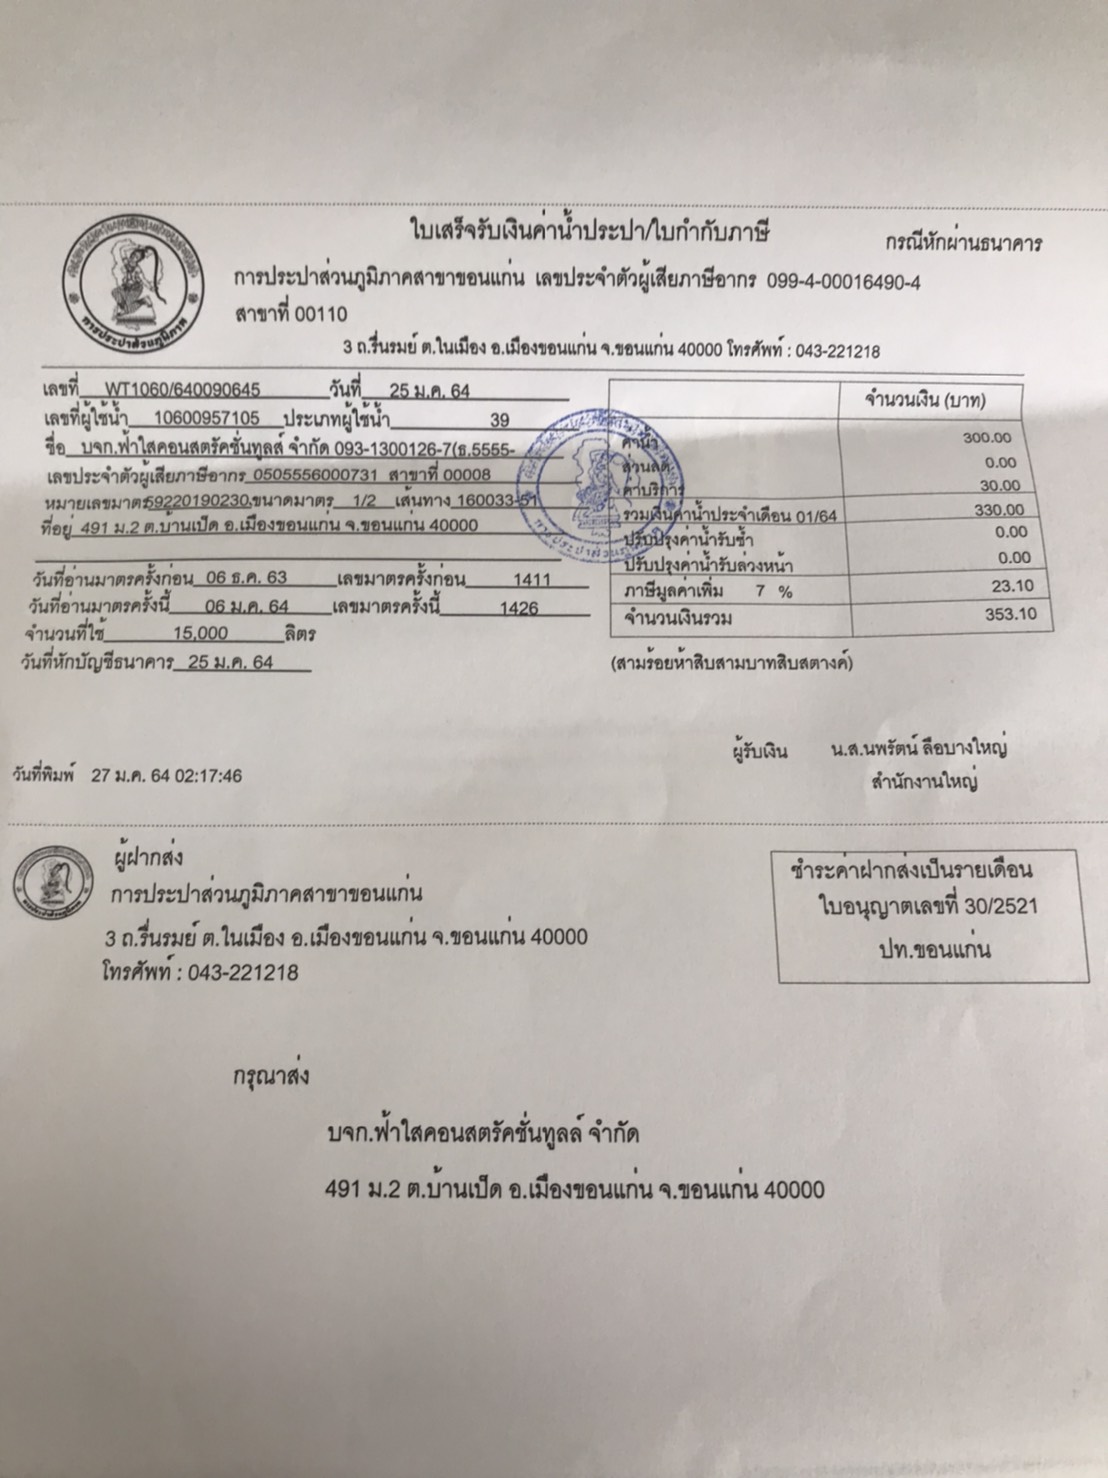 ใบเสร็จรับเงินค่าน้ำประปา/ใบกำกับภาษี
กรณีหักผ่านธนาคาร
การประปาส่วนภูมิภาคสาขาขอนแก่น เลขประจำตัวผู้เสียภาษีอากร 099-4-00016490-4
สาขาที่ 00110
3 ถ.รื่นรมย์ ต.ในเมือง อ.เมืองขอนแก่น จ.ขอนแก่น 40000 โทรศัพท์ : 043-221218
การประปาส่วนภูมิภาค
เลขที่ WT1060/640090645 วันที่ 25 ม.ค. 64
เลขที่ผู้ใช้น้ำ 10600957105 ประเภทผู้ใช้น้ำ 39
ชื่อ บจก.ฟ้าใสคอนสตรัคชั่นทูลส์ จำกัด 093-1300126-7(ธ.5555-
เลขประจำตัวผู้เสียภาษีอากร 0505556000731 สาขาที่ 00008
หมายเลขมาตร 59220190230,ขนาดมาตร 1/2 เส้นทาง 160033-51
ที่อยู่ 491 ม.2 ต.บ้านเป็ด อ.เมืองขอนแก่น จ.ขอนแก่น 40000
วันที่อ่านมาตรครั้งก่อน 06 ธ.ค. 63 เลขมาตรครั้งก่อน 1411
วันที่อ่านมาตรครั้งนี้ 06 ม.ค. 64 เลขมาตรครั้งนี้ 1426
จำนวนที่ใช้ 15,000 ลิตร
วันที่หักบัญชีธนาคาร 25 ม.ค. 64
จำนวนเงิน (บาท)
ค่าน้ำ 300.00
ส่วนลด 0.00
ค่าบริการ 30.00
รวมเงินค่าน้ำประจำเดือน 01/64 330.00
ปรับปรุงค่าน้ำรับซ้ำ 0.00
ปรับปรุงค่าน้ำรับล่วงหน้า 0.00
ภาษีมูลค่าเพิ่ม 7 % 23.10
จำนวนเงินรวม 353.10
(สามร้อยห้าสิบสามบาทสิบสตางค์)
ผู้รับเงิน น.ส.นพรัตน์ ลือบางใหญ่
สำนักงานใหญ่
วันที่พิมพ์ 27 ม.ค. 64 02:17:46
ผู้ฝากส่ง
การประปาส่วนภูมิภาคสาขาขอนแก่น
3 ถ.รื่นรมย์ ต.ในเมือง อ.เมืองขอนแก่น จ.ขอนแก่น 40000
โทรศัพท์ : 043-221218
ชำระค่าฝากส่งเป็นรายเดือน
ใบอนุญาตเลขที่ 30/2521
ปท.ขอนแก่น
กรุณาส่ง
บจก.ฟ้าใสคอนสตรัคชั่นทูลส์ จำกัด
491 ม.2 ต.บ้านเป็ด อ.เมืองขอนแก่น จ.ขอนแก่น 40000